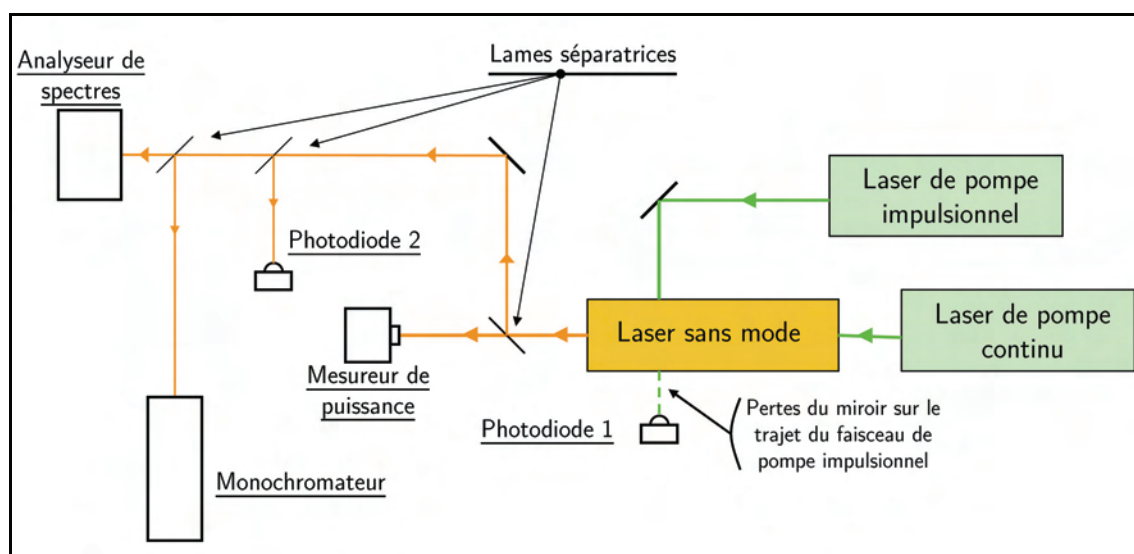 Analyseur de
spectres
Lames séparatrices
Laser de pompe
impulsionnel
Photodiode 2
Laser sans mode
Laser de pompe
continu
Mesureur de
puissance
Photodiode 1
Pertes du miroir sur le
trajet du faisceau de
pompe impulsionnel
Monochromateur